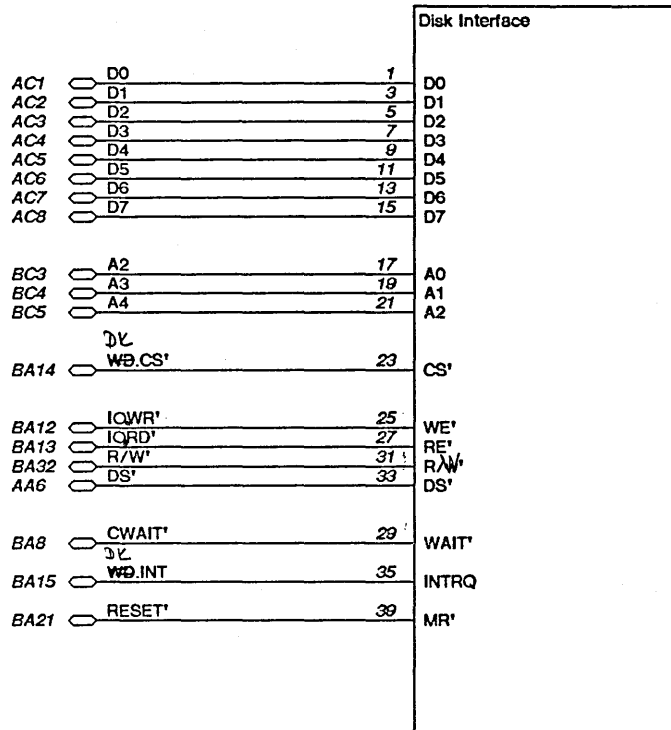 Disk Interface
AC1 D0 1 D0
AC2 D1 3 D1
AC3 D2 5 D2
AC4 D3 7 D3
AC5 D4 9 D4
AC6 D5 11 D5
AC7 D6 13 D6
AC8 D7 15 D7
BC3 A2 17 A0
BC4 A3 19 A1
BC5 A4 21 A2
DK
BA14 WD.CS' 23 CS'
BA12 IOWR' 25 WE'
BA13 IORD' 27 RE'
BA32 R/W' 31 R/W'
AA6 DS' 33 DS'
BA8 CWAIT' 29 WAIT'
DK
BA15 WD.INT 35 INTRQ
BA21 RESET' 39 MR'